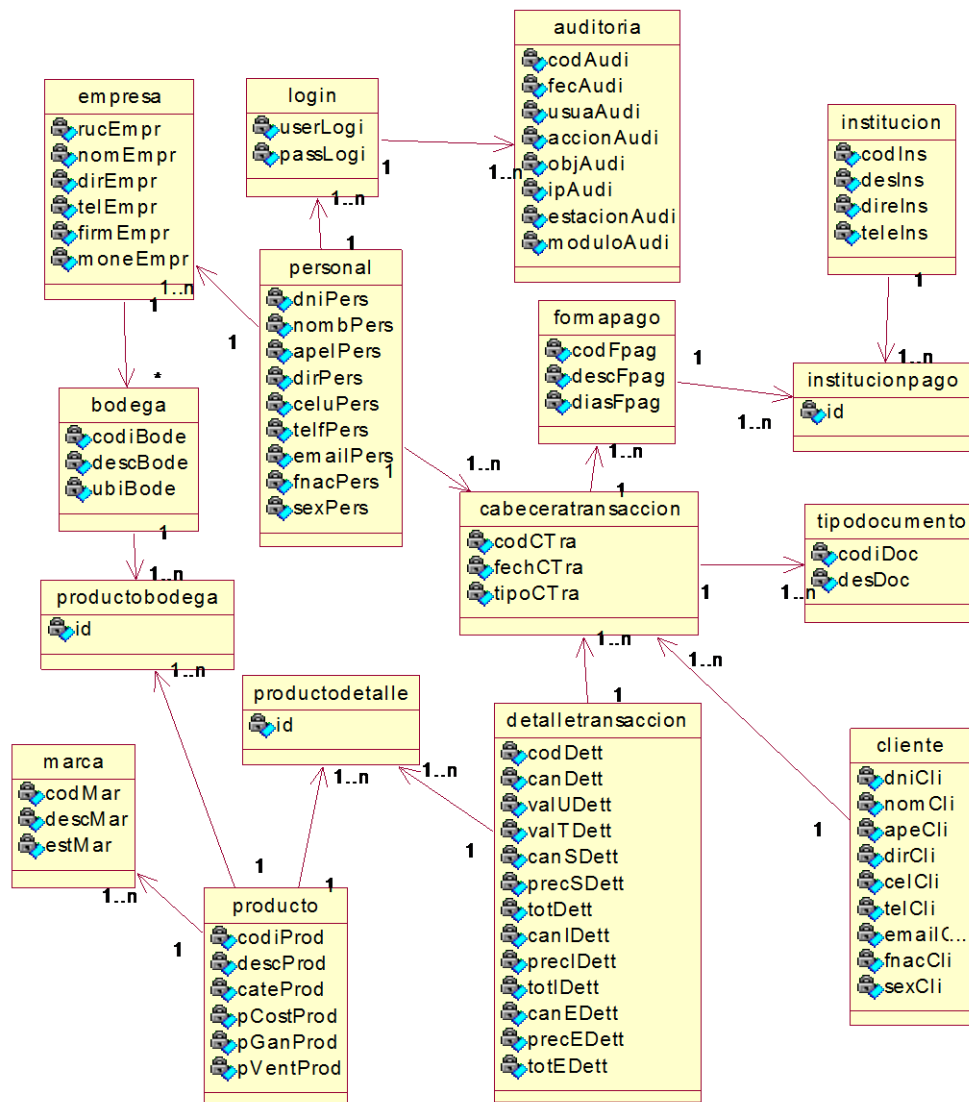 auditoria
codAudi
fecAudi
usuaAudi
accionAudi
objAudi
ipAudi
estacionAudi
moduloAudi
empresa
rucEmpr
nomEmpr
dirEmpr
telEmpr
firmEmpr
moneEmpr
login
userLogi
passLogi
institucion
codIns
desIns
direIns
teleIns
1
1..n
1..n
1
personal
dniPers
nombPers
apelPers
dirPers
celuPers
telfPers
emailPers
fnacPers
sexPers
1..n
1
1
*
1
1..n
formapago
codFpag
descFpag
diasFpag
1
1..n
1
1..n
institucionpago
id
bodega
codiBode
descBode
ubiBode
1
1..n
1..n
1
cabeceratransaccion
codCTra
fechCTra
tipoCTra
1
1..n
tipodocumento
codiDoc
desDoc
1
1..n
productobodega
id
1..n
1
1..n
1
1..n
1
productodetalle
id
1..n
1
1..n
1
detalletransaccion
codDett
canDett
valUDett
valTDett
canSDett
precSDett
totDett
canIDett
precIDett
totIDett
canEDett
precEDett
totEDett
cliente
dniCli
nomCli
apeCli
dirCli
celCli
telCli
emailC...
fnacCli
sexCli
marca
codMar
descMar
estMar
1..n
1
producto
codiProd
descProd
cateProd
pCostProd
pGanProd
pVentProd